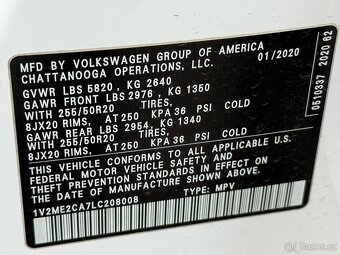 MFD BY VOLKSWAGEN GROUP OF AMERICA
CHATTANOOGA OPERATIONS, LLC. 01/2020
GVWR LBS 5820 , KG 2640
GAWR FRONT LBS 2976 , KG 1350
WITH 255/50R20 TIRES,
8JX20 RIMS. AT 250 KPA 36 PSI COLD
GAWR REAR LBS 2954, KG 1340
WITH 255/50R20 TIRES,
8JX20 RIMS. AT 250 KPA 36 PSI COLD
THIS VEHICLE CONFORMS TO ALL APPLICABLE U.S.
FEDERAL MOTOR VEHICLE SAFETY STANDARDS IN EFFECT ON
THE DATE OF MANUFACTURE SHOWN ABOVE.
1V2ME2CA7LC208008 TYPE: MPV
0510337 2020 62
bazoš.cz